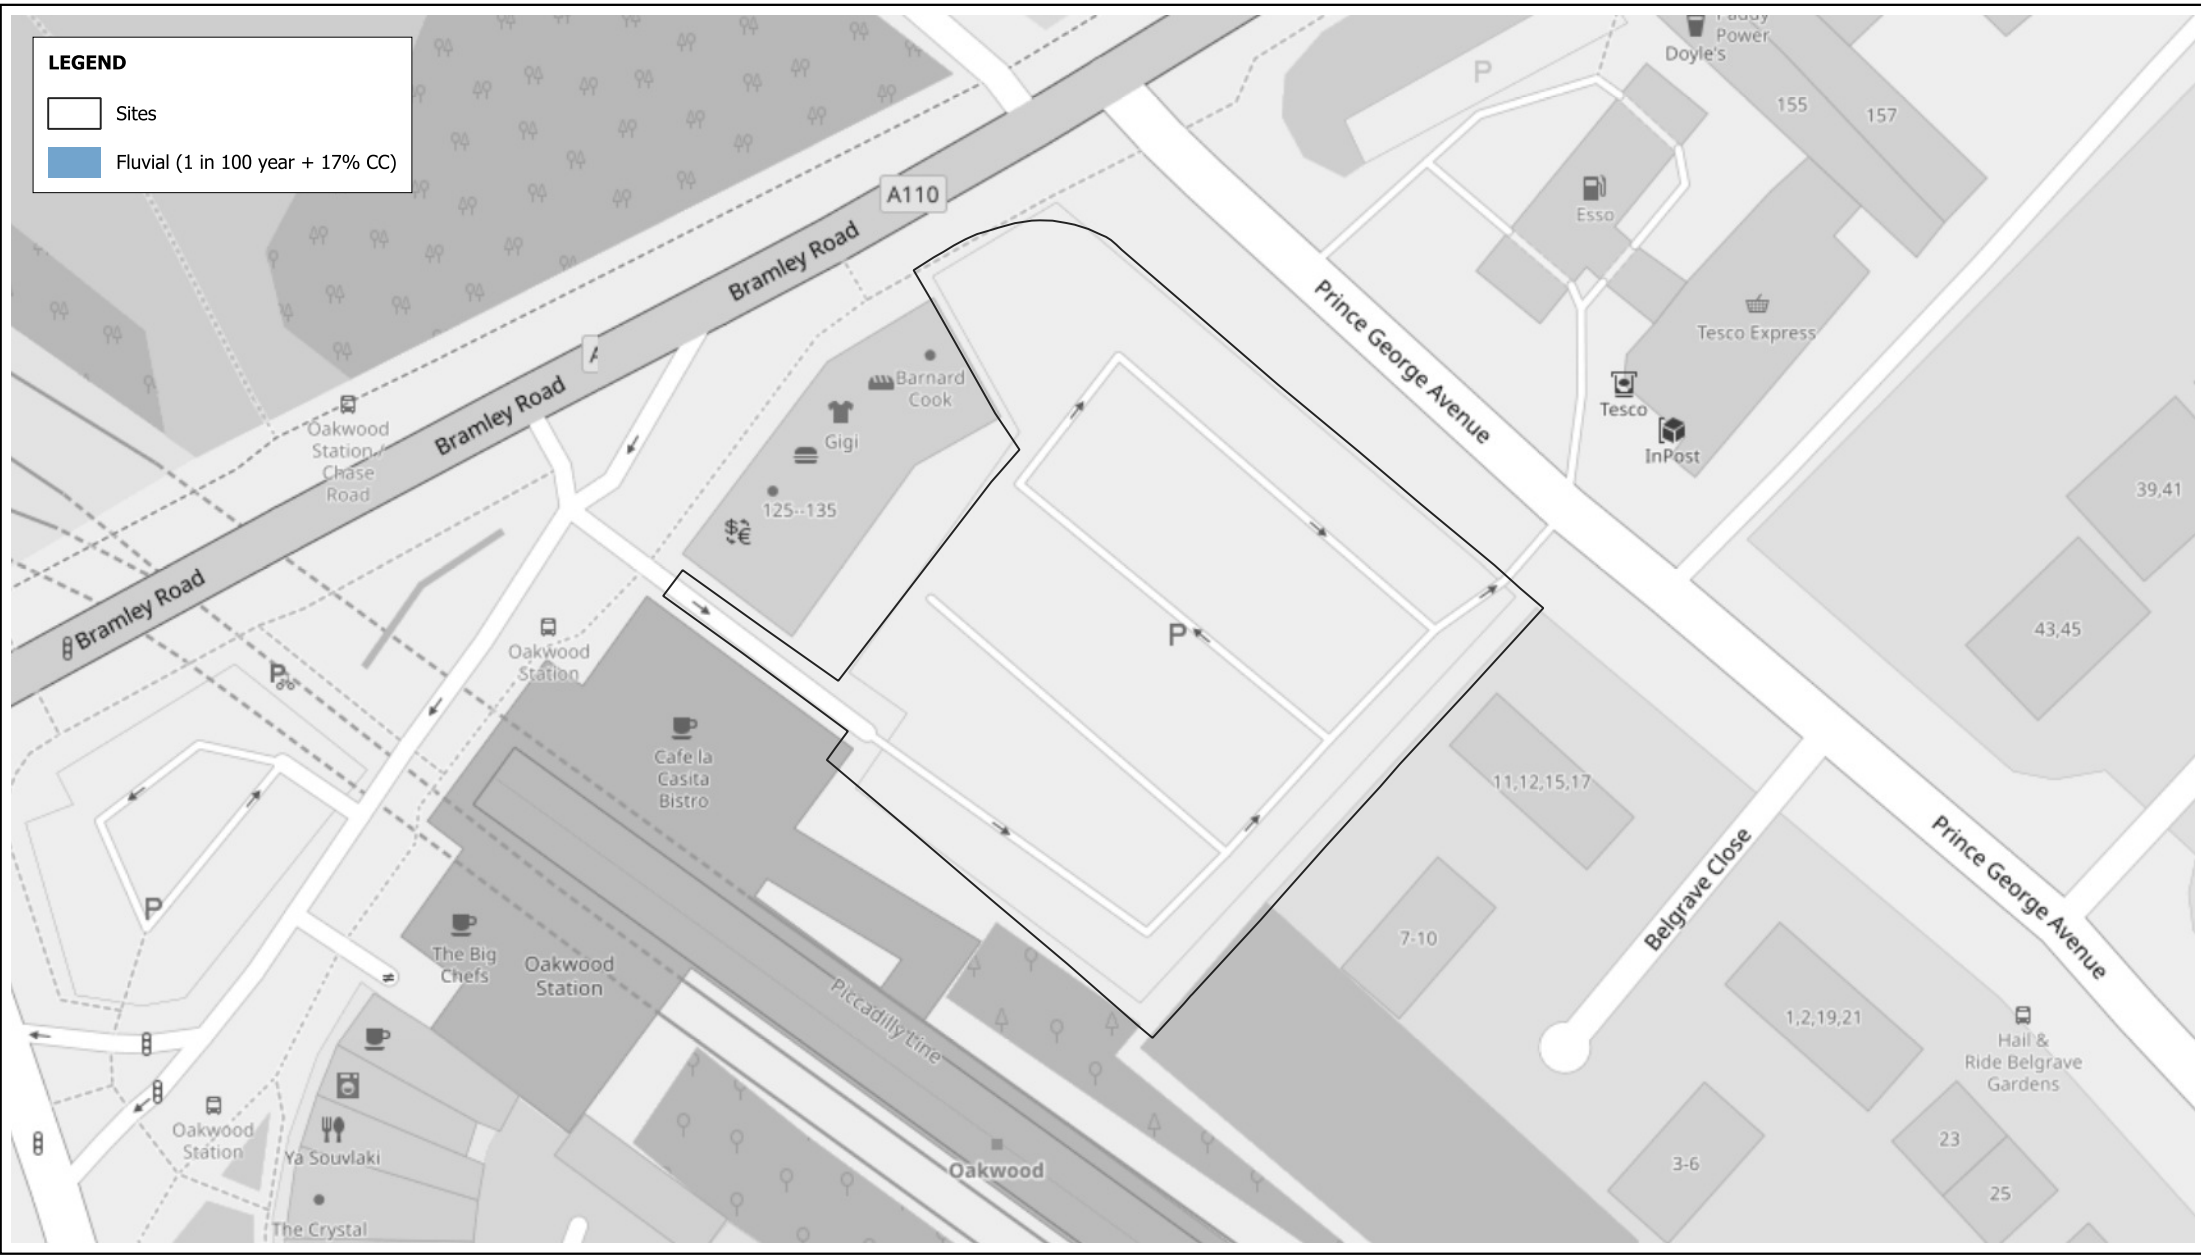 LEGEND
Sites
Fluvial (1 in 100 year + 17% CC)
Paddy
Power
Doyle's
155
157
P
A110
Esso
Bramley Road
Prince George Avenue
Tesco Express
Tesco
InPost
39,41
43,45
A
Bramley Road
Barnard
Cook
Gigi
125--135
$
€
Oakwood
Station /
Chase
Road
Bramley Road
P
Oakwood
Station
P
Cafe la
Casita
Bistro
11,12,15,17
7-10
Belgrave Close
Prince George Avenue
P
The Big
Chefs
Oakwood
Station
Piccadilly Line
1,2,19,21
Hail &
Ride Belgrave
Gardens
Oakwood
Station
Ya Souvlaki
Oakwood
3-6
23
25
The Crystal